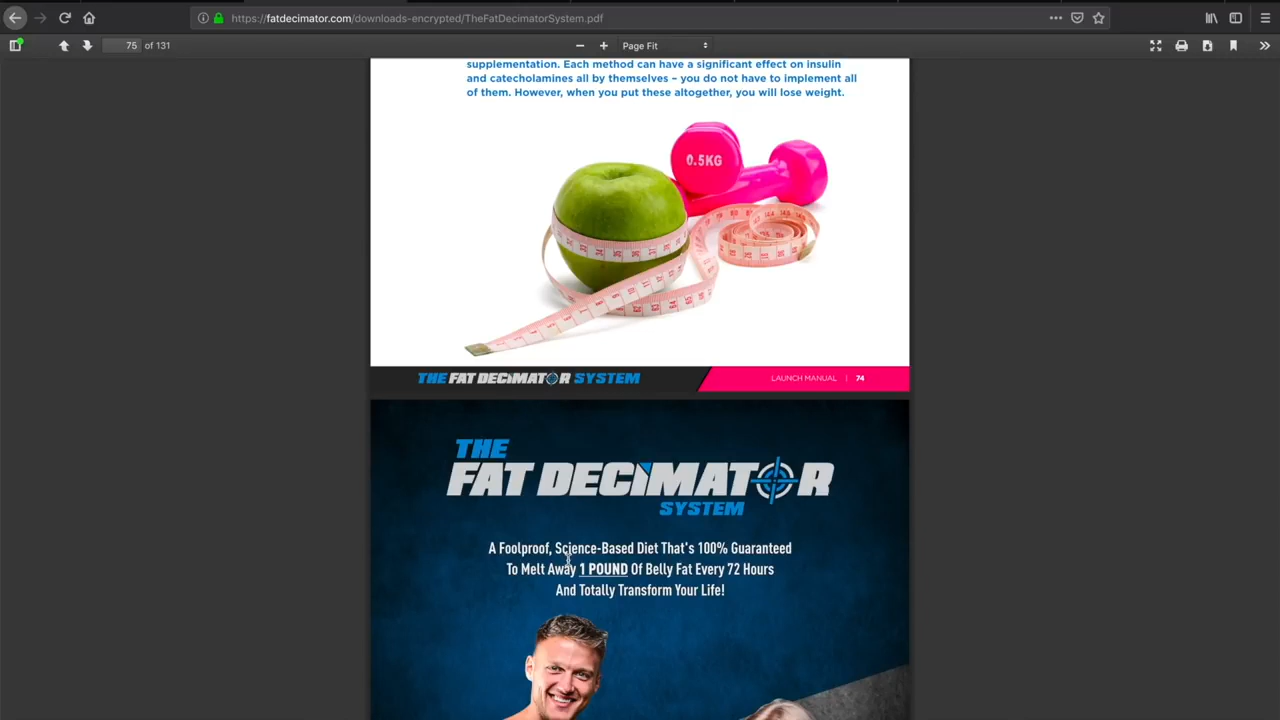 https://fatdecimator.com/downloads-encrypted/TheFatDecimatorSystem.pdf
75 of 131
Page Fit
supplementation. Each method can have a significant effect on insulin
and catecholamines all by themselves – you do not have to implement all
of them. However, when you put these altogether, you will lose weight.
0.5KG
THE FAT DECIMATOR SYSTEM
LAUNCH MANUAL | 74
THE
FAT DECIMATOR
SYSTEM
A Foolproof, Science-Based Diet That's 100% Guaranteed
To Melt Away 1 POUND Of Belly Fat Every 72 Hours
And Totally Transform Your Life!